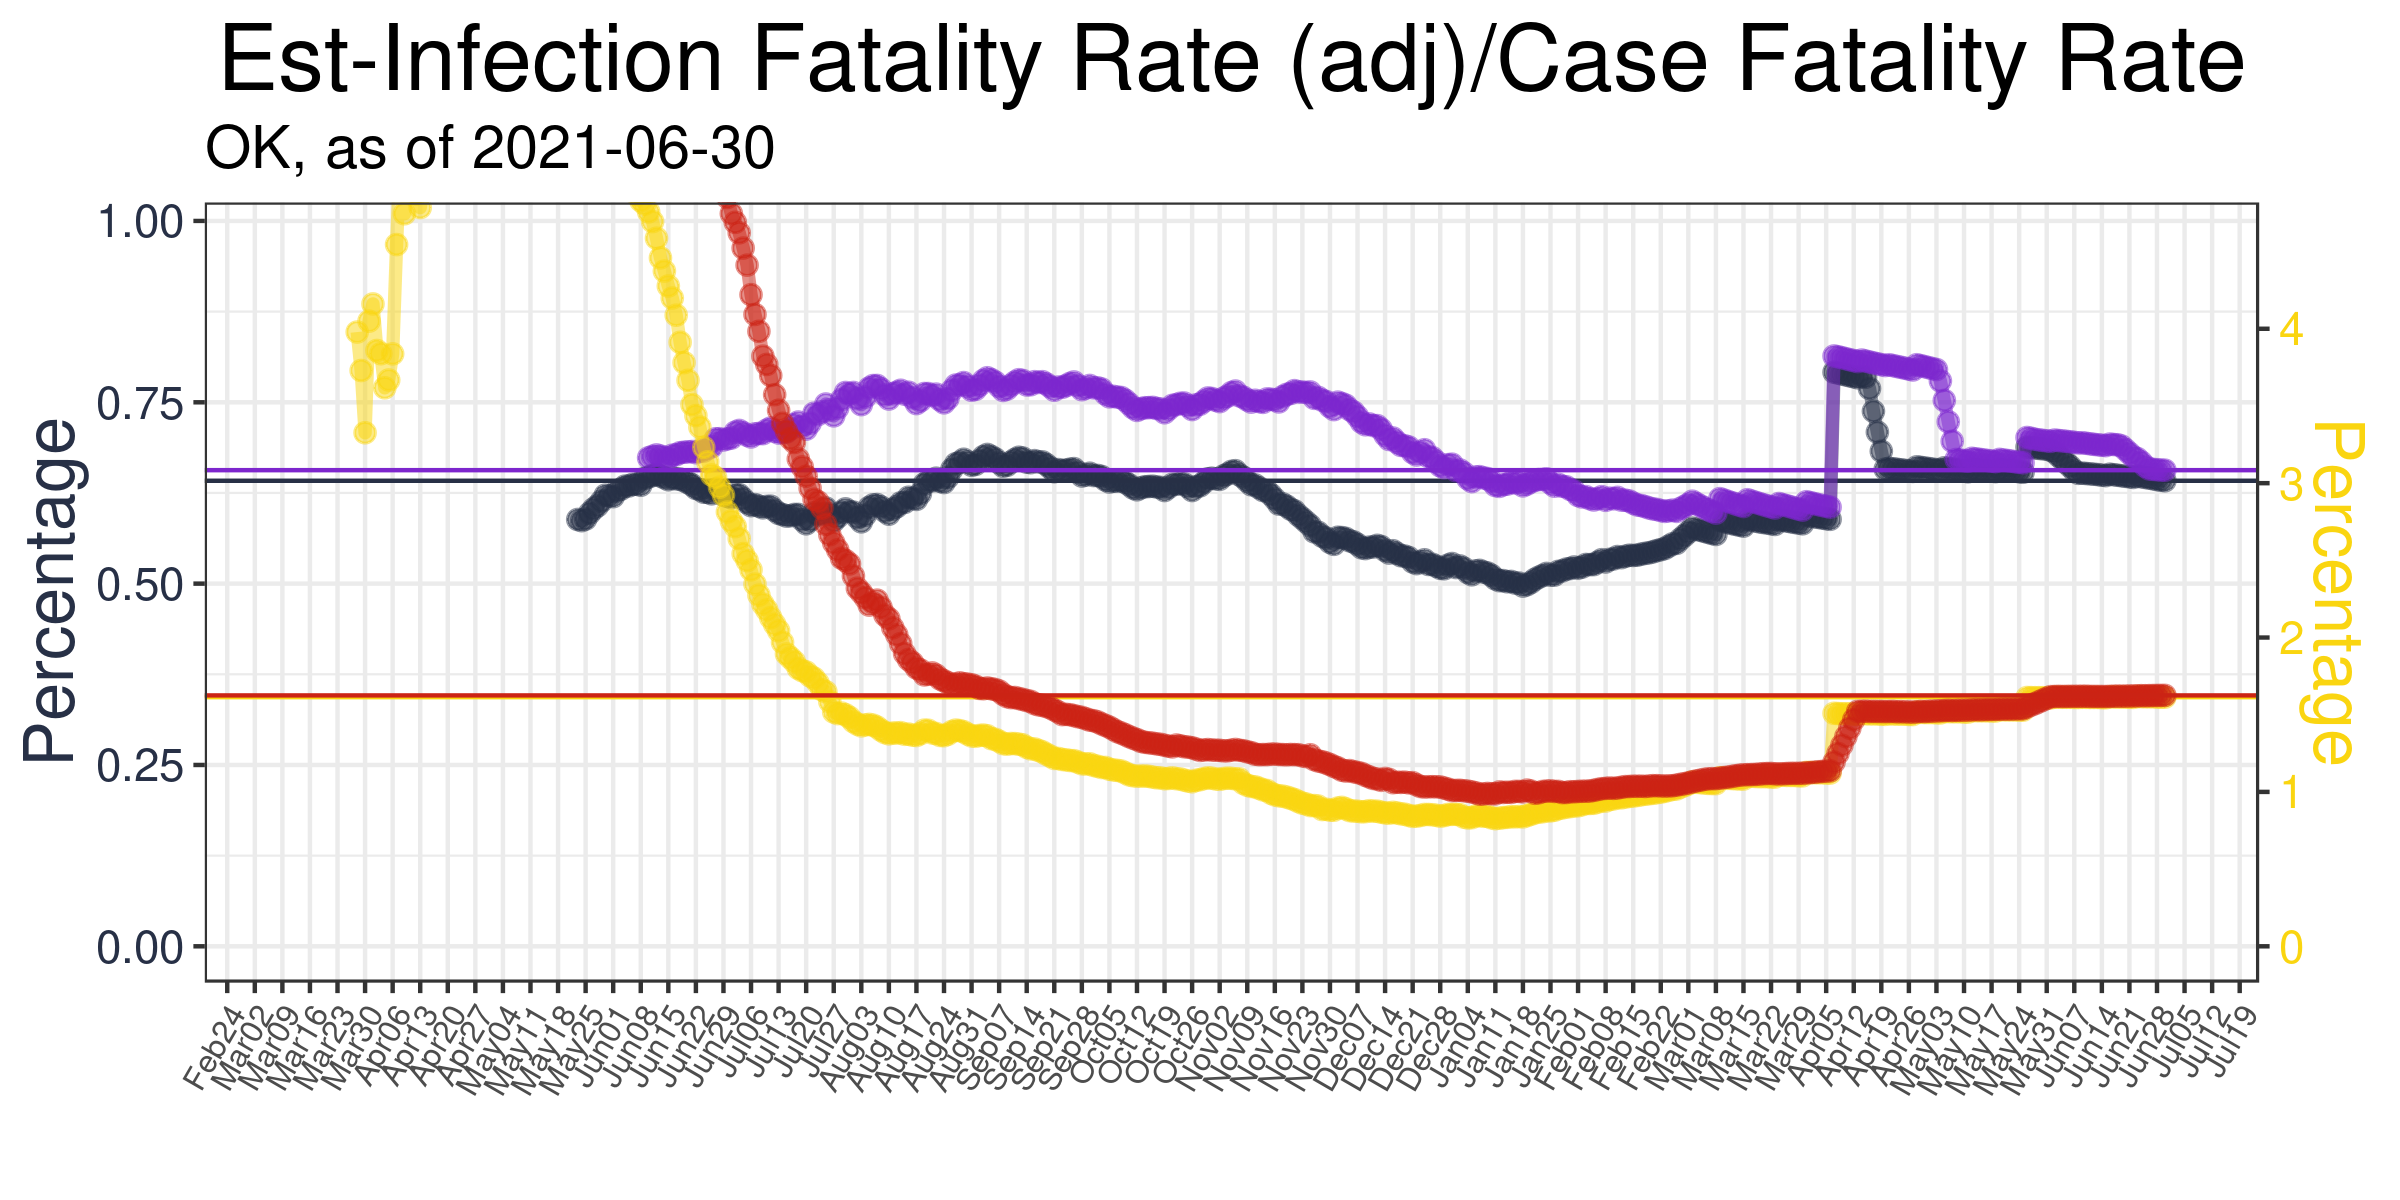 Est-Infection Fatality Rate (adj)/Case Fatality Rate
OK, as of 2021-06-30
Percentage
1.00
0.75
0.50
0.25
0.00
4
3
2
1
0
Percentage
Feb24
Mar02
Mar09
Mar16
Mar23
Mar30
Apr06
Apr13
Apr20
Apr27
May04
May11
May18
May25
Jun01
Jun08
Jun15
Jun22
Jun29
Jul06
Jul13
Jul20
Jul27
Aug03
Aug10
Aug17
Aug24
Aug31
Sep07
Sep14
Sep21
Sep28
Oct05
Oct12
Oct19
Oct26
Nov02
Nov09
Nov16
Nov23
Nov30
Dec07
Dec14
Dec21
Dec28
Jan04
Jan11
Jan18
Jan25
Feb01
Feb08
Feb15
Feb22
Mar01
Mar08
Mar15
Mar22
Mar29
Apr05
Apr12
Apr19
Apr26
May03
May10
May17
May24
May31
Jun07
Jun14
Jun21
Jun28
Jul05
Jul12
Jul19